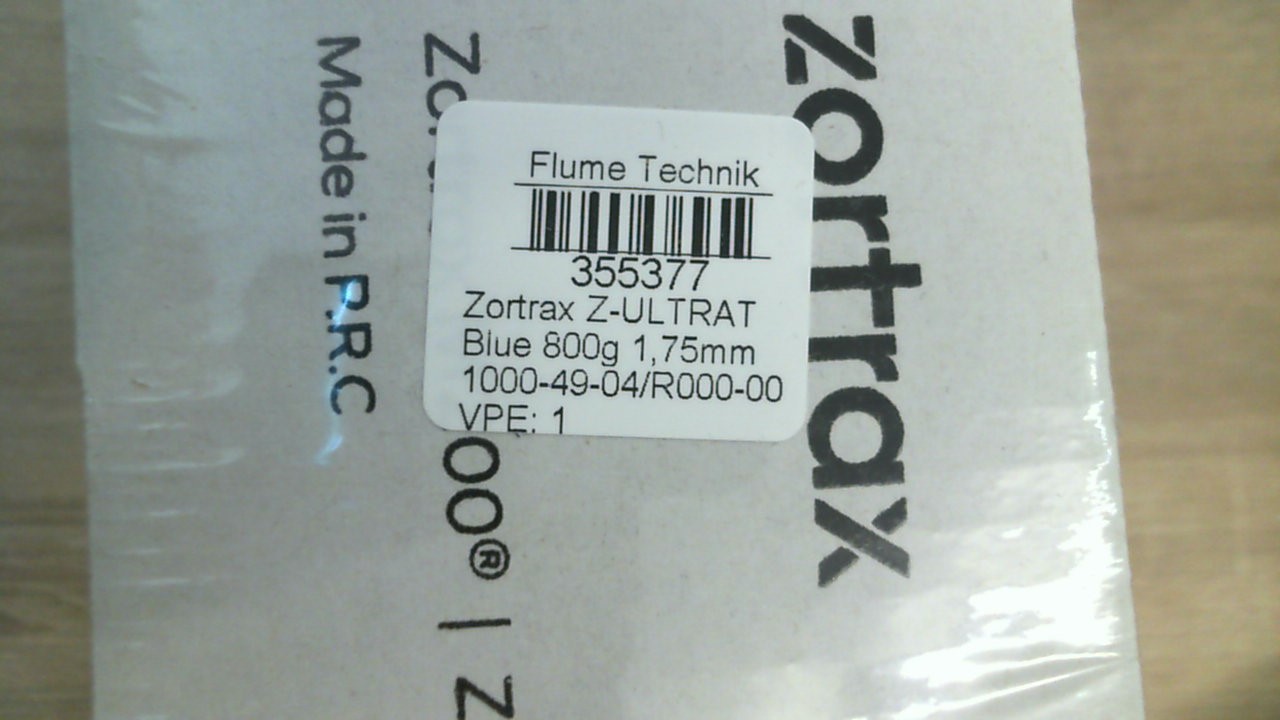 Flume Technik
355377
Zortrax Z-ULTRAT
Blue 800g 1,75mm
1000-49-04/R000-00
VPE: 1
zortrax
00® | Z
Made in P.R.C